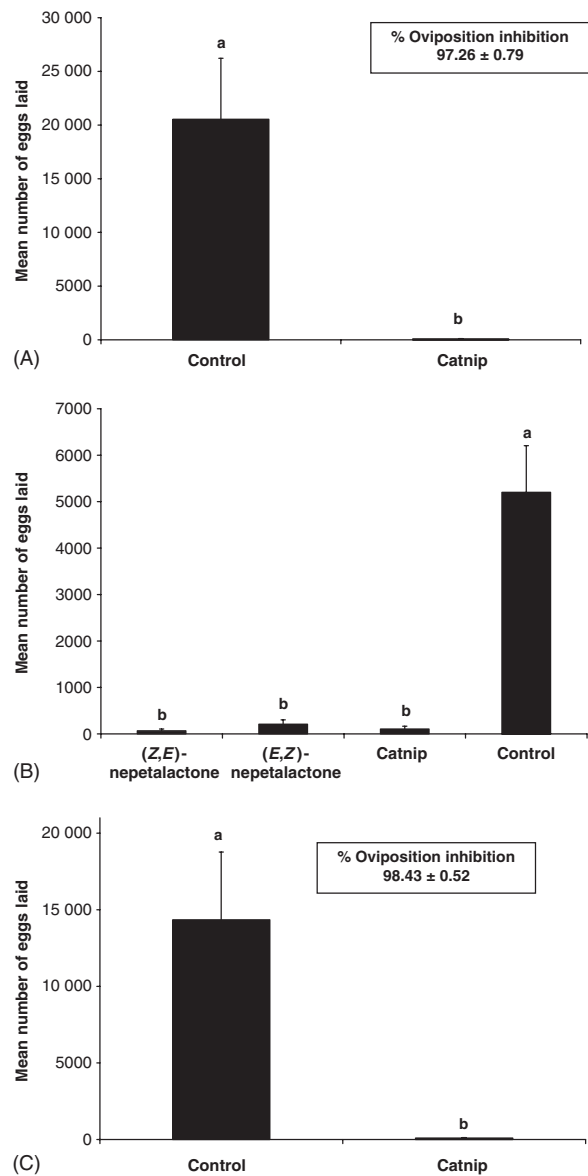 30 000
25 000
20 000
15 000
10 000
5000
0
Mean number of eggs laid
a
b
% Oviposition inhibition
97.26 ± 0.79
Control
Catnip
(A)
7000
6000
5000
4000
3000
2000
1000
0
Mean number of eggs laid
b
b
b
a
(Z,E)-
nepetalactone
(E,Z)-
nepetalactone
Catnip
Control
(B)
20 000
15 000
10 000
5000
0
Mean number of eggs laid
a
b
% Oviposition inhibition
98.43 ± 0.52
Control
Catnip
(C)